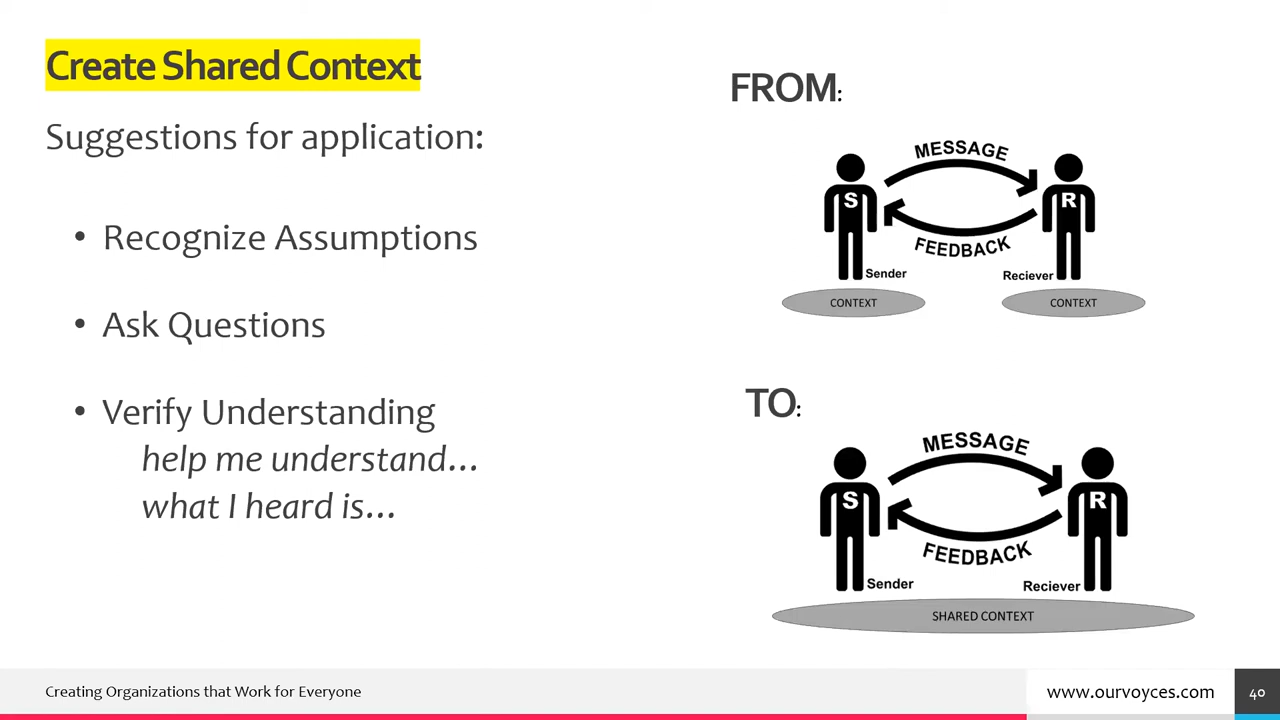 Create Shared Context
Suggestions for application:
• Recognize Assumptions
• Ask Questions
• Verify Understanding
help me understand...
what I heard is...
FROM:
MESSAGE
S
R
FEEDBACK
Sender
Reciever
CONTEXT
CONTEXT
TO:
MESSAGE
S
R
FEEDBACK
Sender
Reciever
SHARED CONTEXT
Creating Organizations that Work for Everyone
www.ourvoyces.com
40